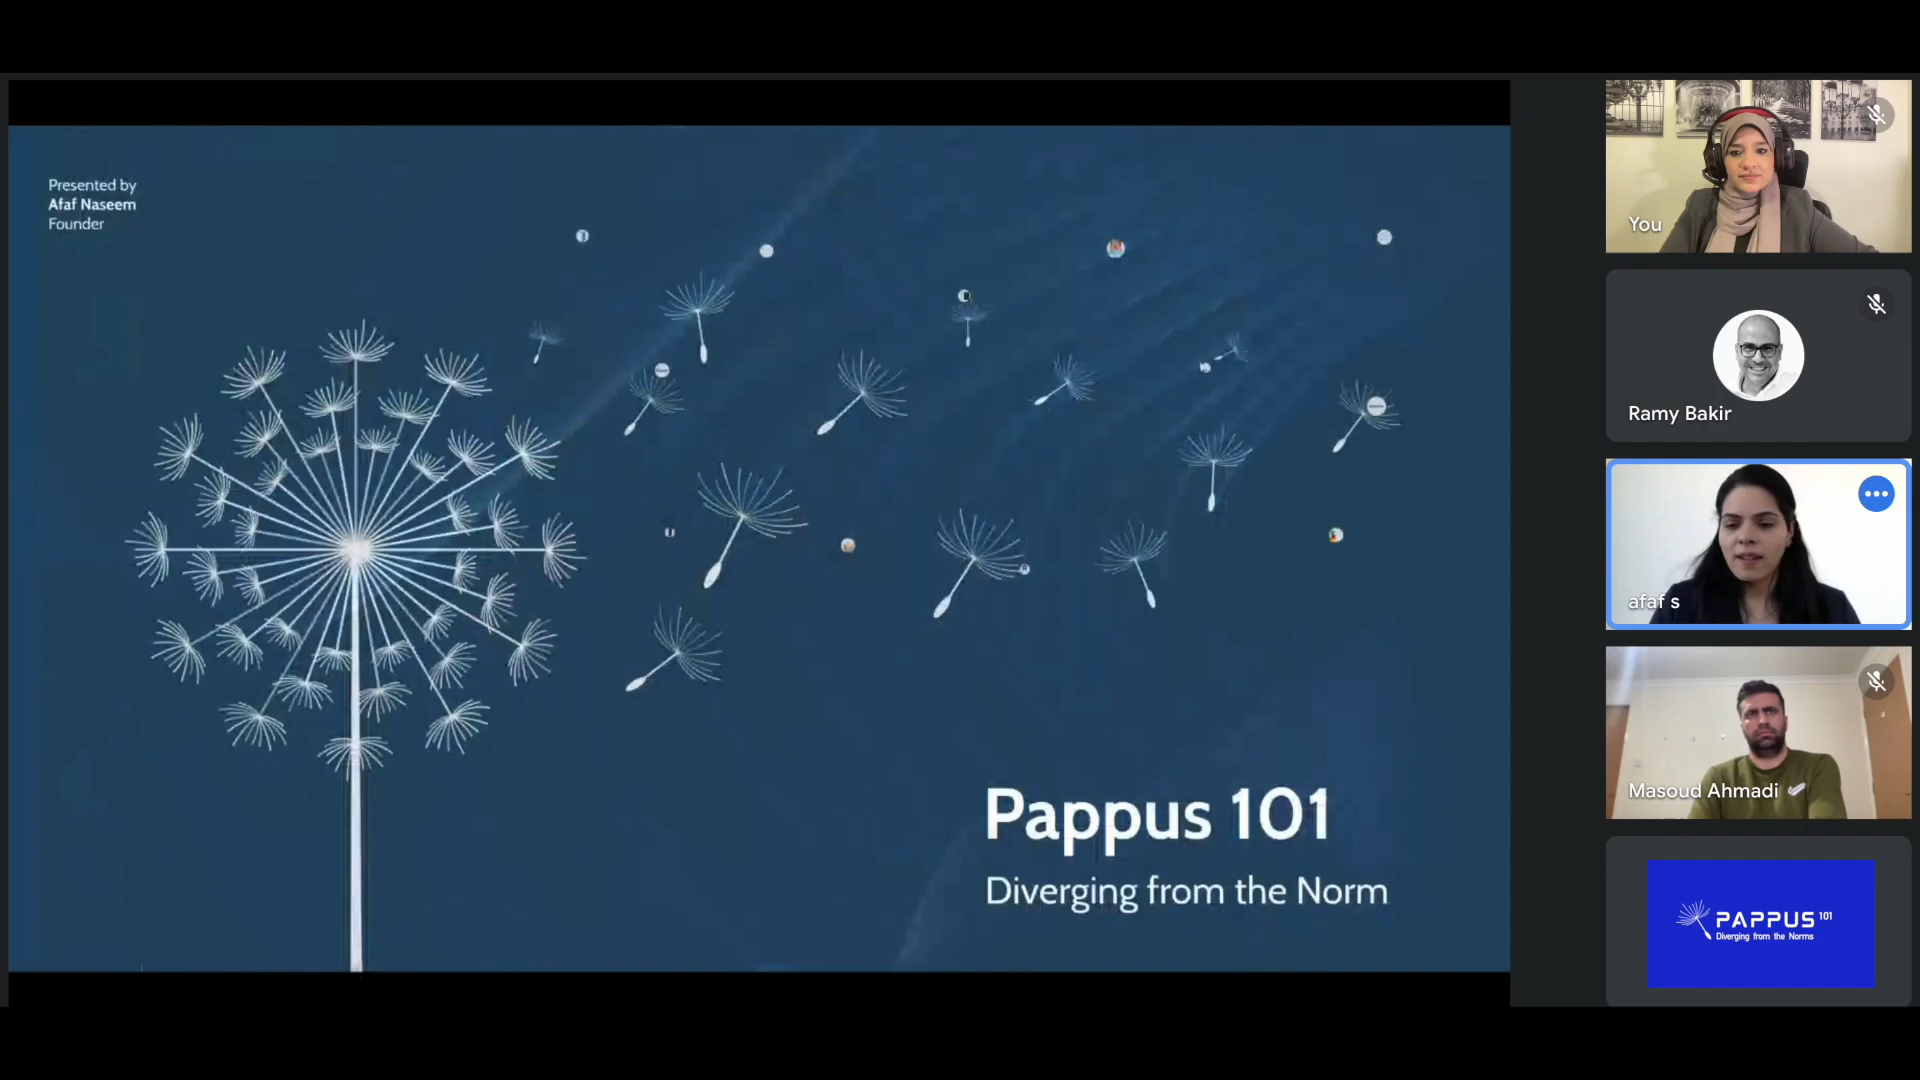 Presented by
Afaf Naseem
Founder
Pappus 101
Diverging from the Norm
You
Ramy Bakir
afaf s
Masoud Ahmadi
PAPPUS 101
Diverging from the Norms